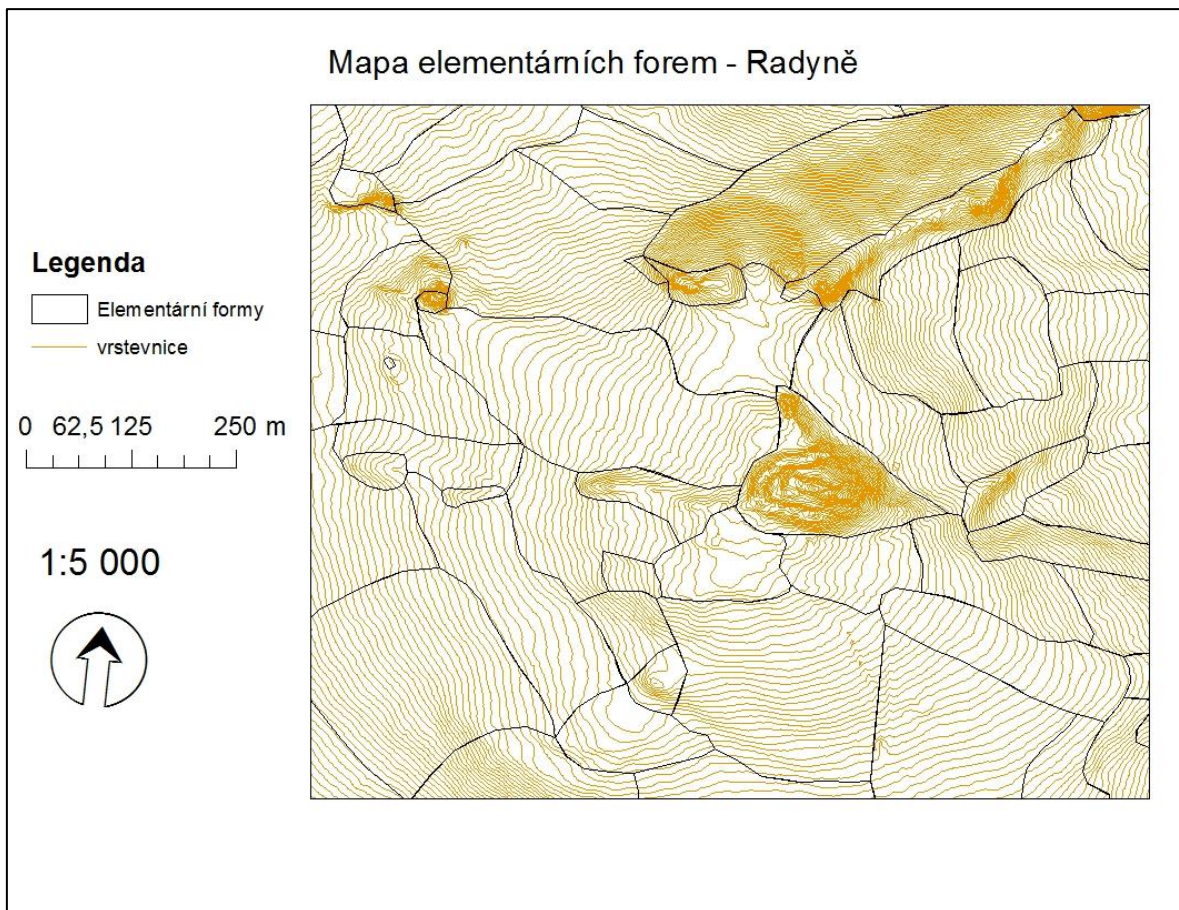 Mapa elementárních forem - Radyně
Legenda
Elementární formy
vrstevnice
0 62,5 125 250 m
1:5 000